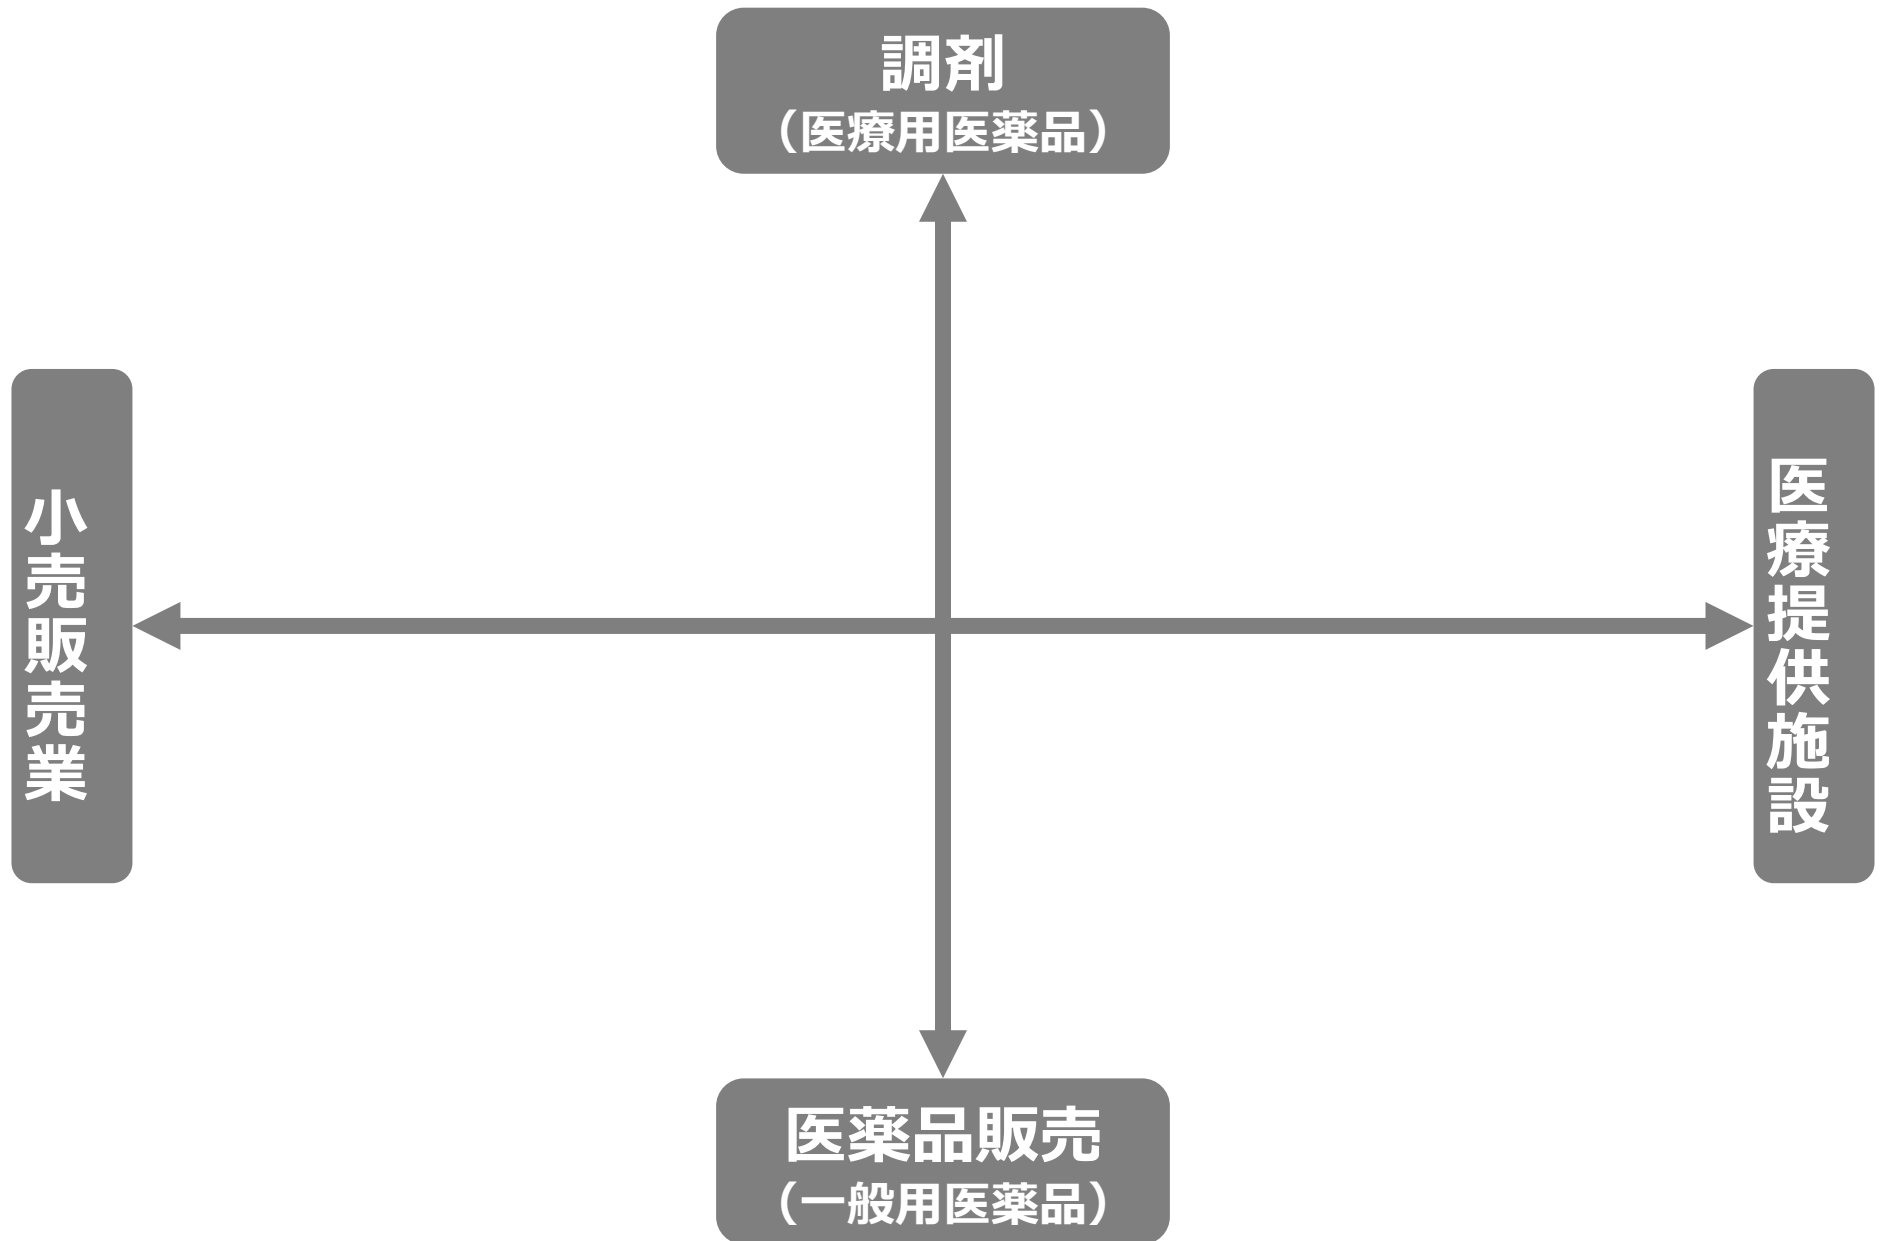 調剤
（医療用医薬品）
小売販売業
医療提供施設
医薬品販売
（一般用医薬品）